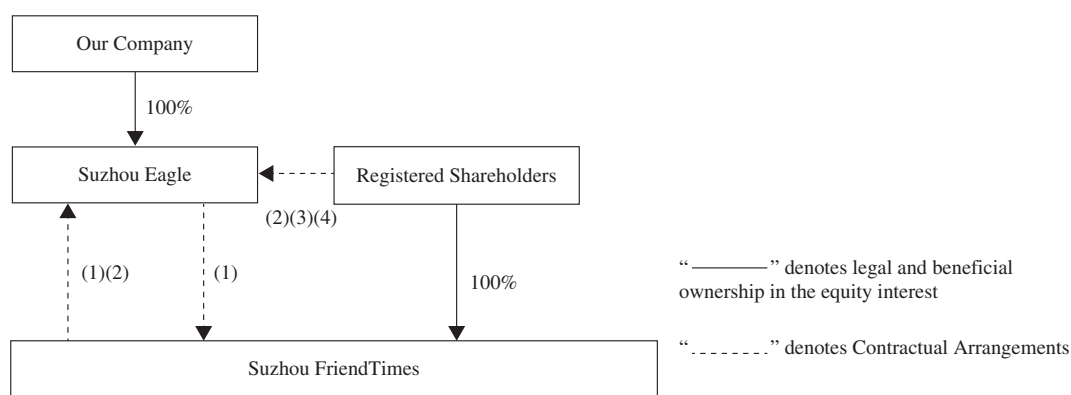 Our Company
100%
Suzhou Eagle
Registered Shareholders
(2)(3)(4)
(1)(2)
(1)
100%
“ ” denotes legal and beneficial
ownership in the equity interest
“ ” denotes Contractual Arrangements
Suzhou FriendTimes